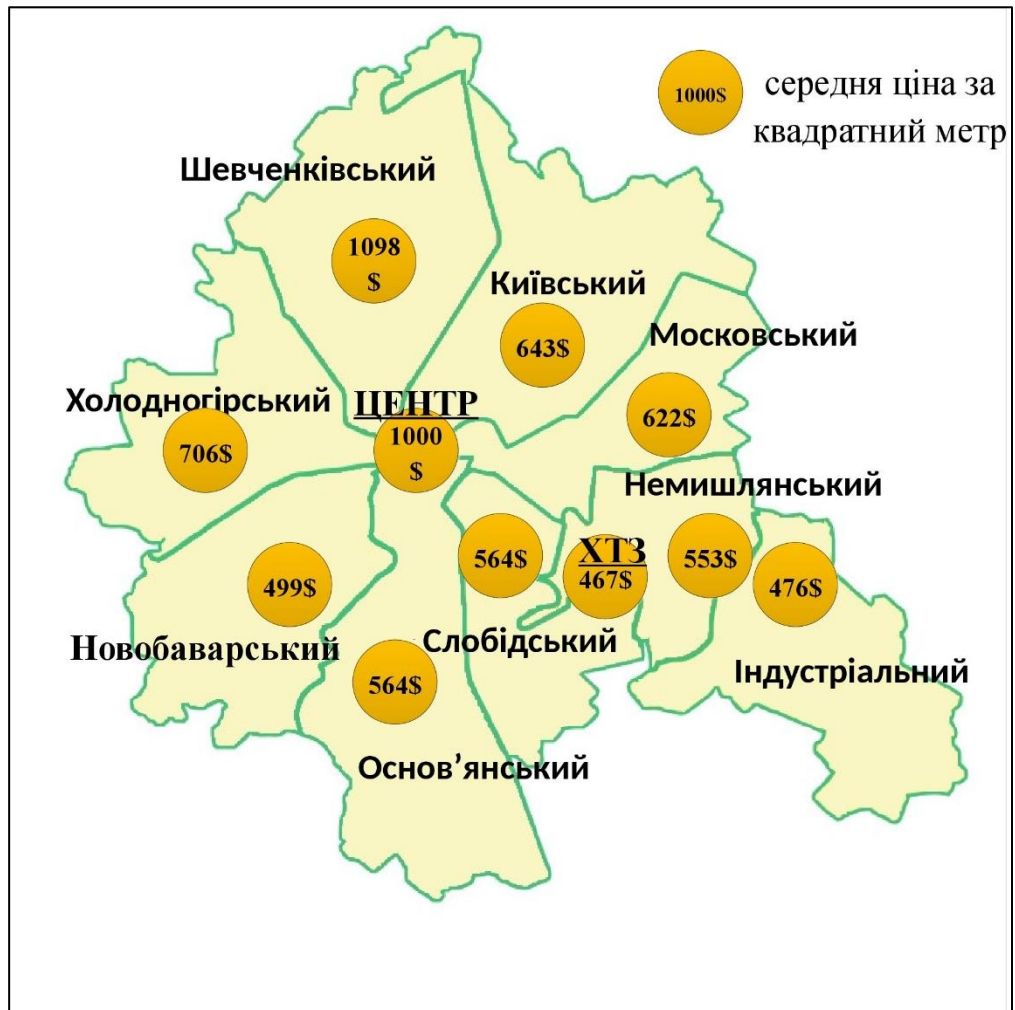 1000$
середня ціна за
квадратний метр
Шевченківський
1098
$
Київський
643$
Московський
622$
Холодногірський
706$
ЦЕНТР
1000
$
Немишлянський
553$
ХТЗ
467$
564$
476$
499$
Новобаварський
Слобідський
564$
Індустріальний
Основ’янський